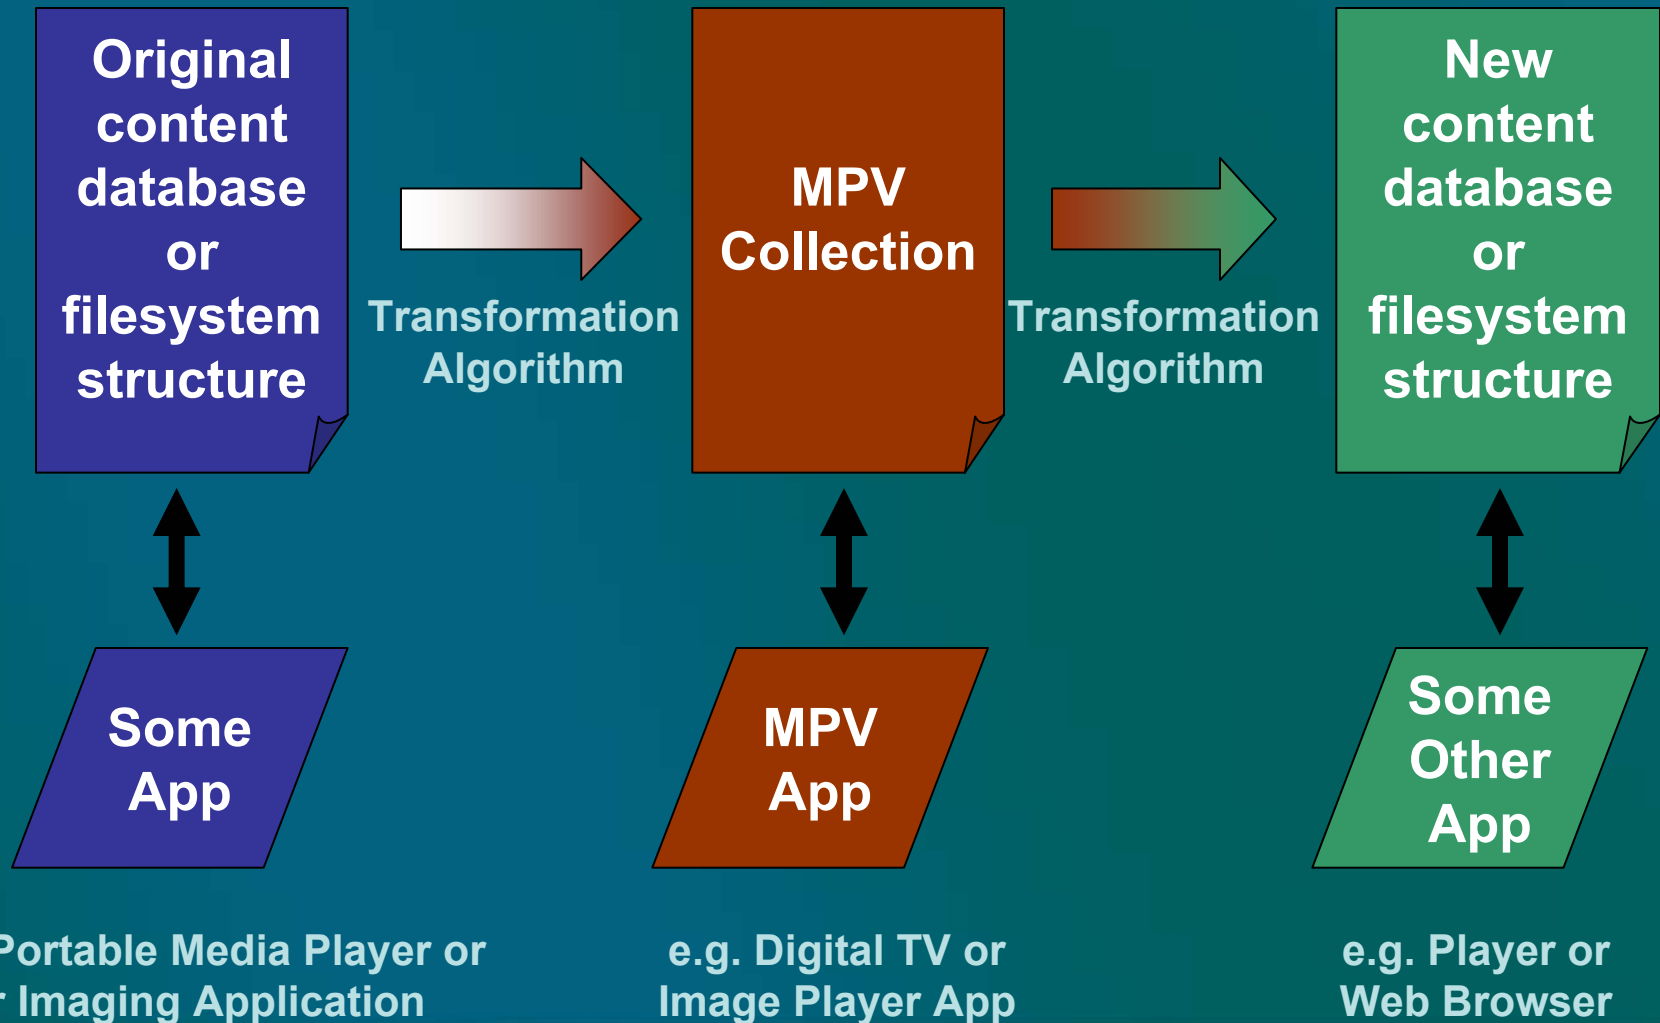 Original
content
database
or
filesystem
structure
Transformation
Algorithm
MPV
Collection
Transformation
Algorithm
New
content
database
or
filesystem
structure
Some
App
MPV
App
Some
Other
App
Portable Media Player or
r Imaging Application
e.g. Digital TV or
Image Player App
e.g. Player or
Web Browser